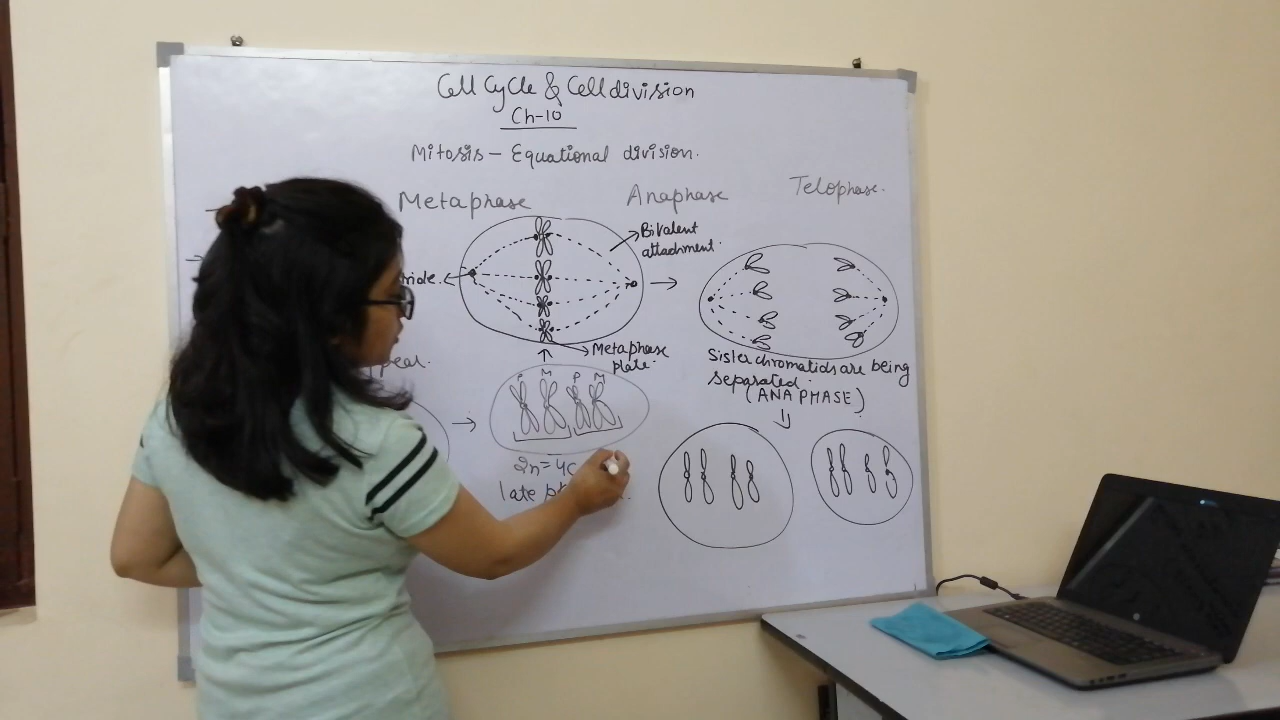 Cell Cycle & Cell division
Ch-10
Mitosis – Equational division.
Metaphase
Anaphase
Telophase.
Bivalent
attachment.
Metaphase
plate
P M P M
2n=4c
late
Sister chromatids are being
separated.
(ANAPHASE)